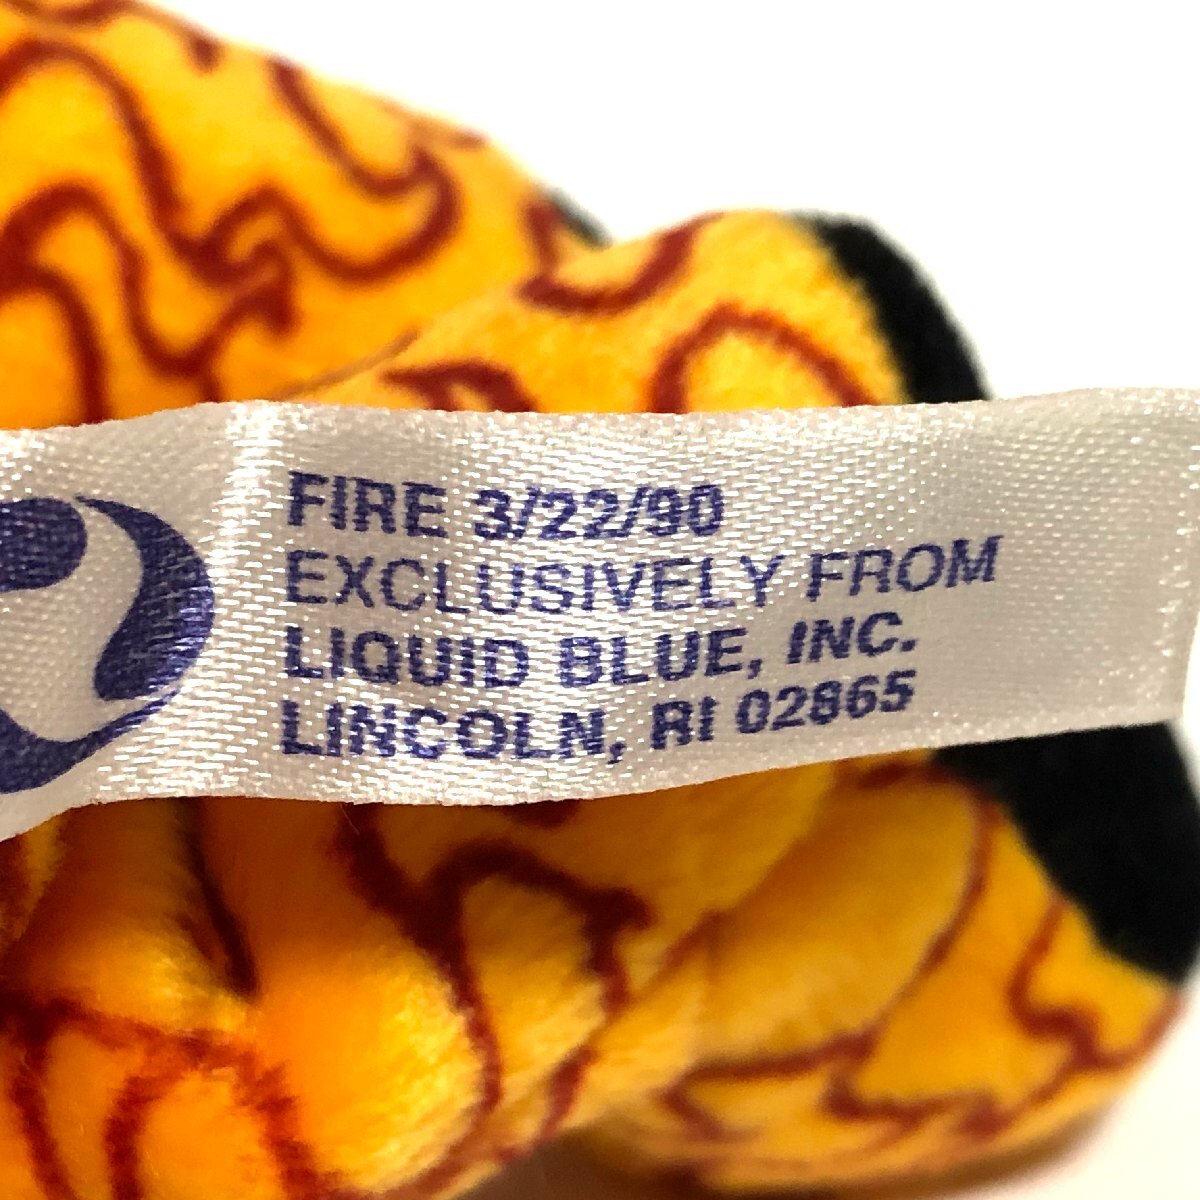 FIRE 3/22/90
EXCLUSIVELY FROM
LIQUID BLUE, INC.
LINCOLN, RI 02865